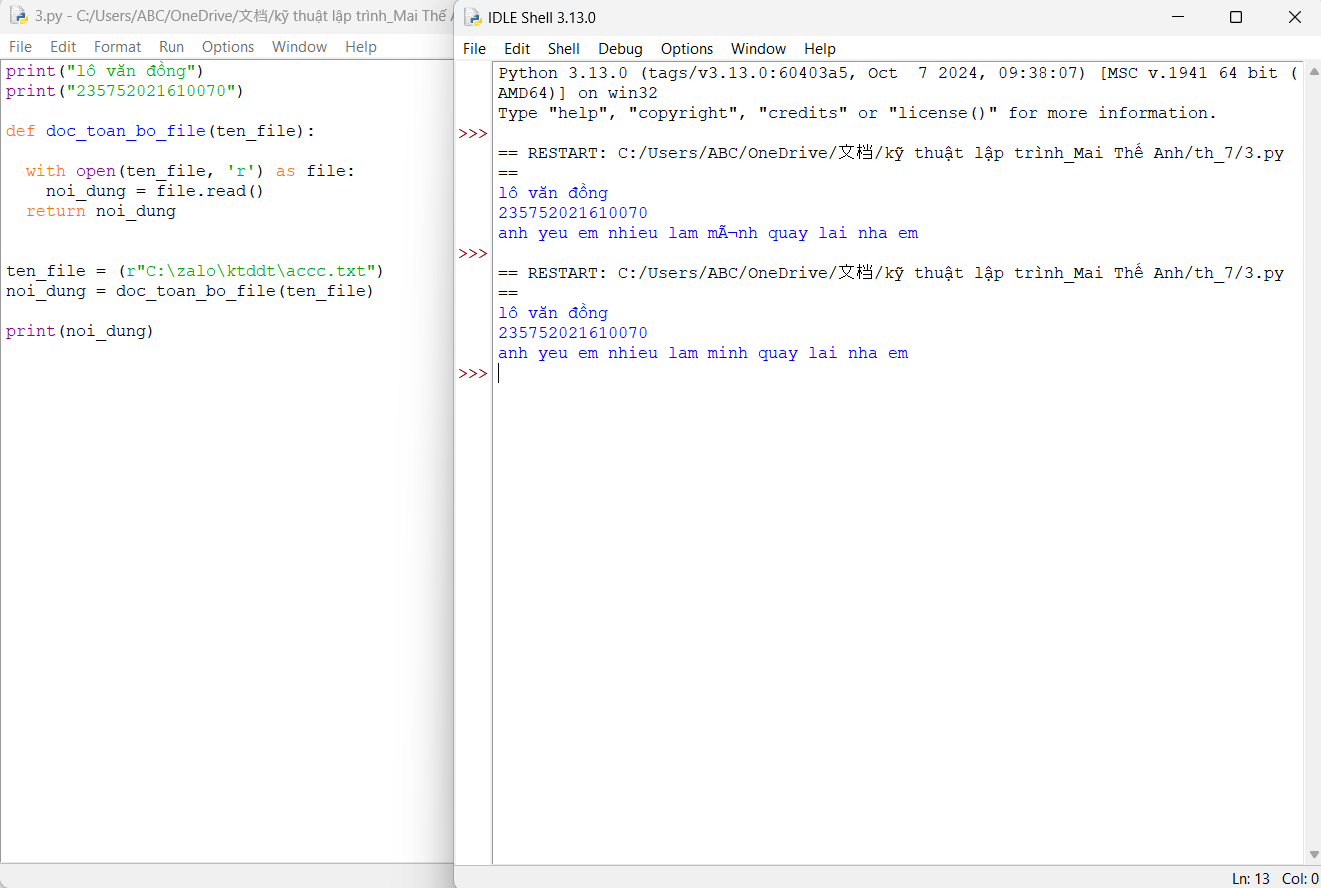 3.py - C:/Users/ABC/OneDrive/文档/kỹ thuật lập trình_Mai Thế
File Edit Format Run Options Window Help
print("lô văn đồng")
print("235752021610070")
def doc_toan_bo_file(ten_file):
with open(ten_file, 'r') as file:
noi_dung = file.read()
return noi_dung
ten_file = (r"C:\zalo\ktddt\accc.txt")
noi_dung = doc_toan_bo_file(ten_file)
print(noi_dung)
IDLE Shell 3.13.0
File Edit Shell Debug Options Window Help
Python 3.13.0 (tags/v3.13.0:60403a5, Oct  7 2024, 09:38:07) [MSC v.1941 64 bit (
AMD64)] on win32
Type "help", "copyright", "credits" or "license()" for more information.
>>>
== RESTART: C:/Users/ABC/OneDrive/文档/kỹ thuật lập trình_Mai Thế Anh/th_7/3.py
==
lô văn đồng
235752021610070
anh yeu em nhieu lam mÃ¬nh quay lai nha em
>>>
== RESTART: C:/Users/ABC/OneDrive/文档/kỹ thuật lập trình_Mai Thế Anh/th_7/3.py
==
lô văn đồng
235752021610070
anh yeu em nhieu lam minh quay lai nha em
>>>
Ln: 13 Col: 0